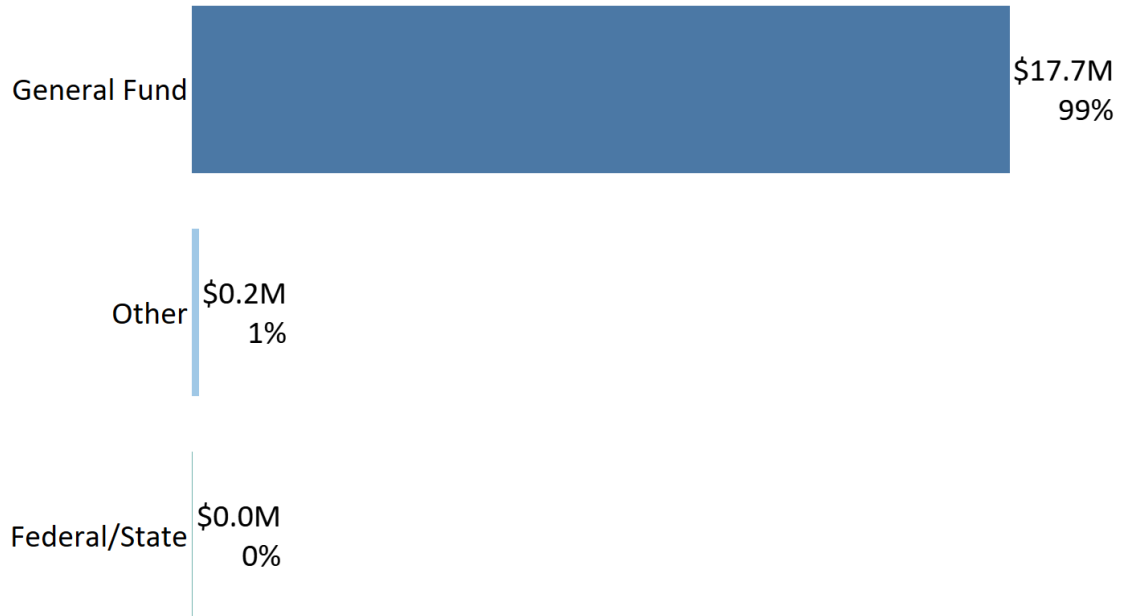 General Fund
$17.7M
99%
Other
$0.2M
1%
Federal/State
$0.0M
0%